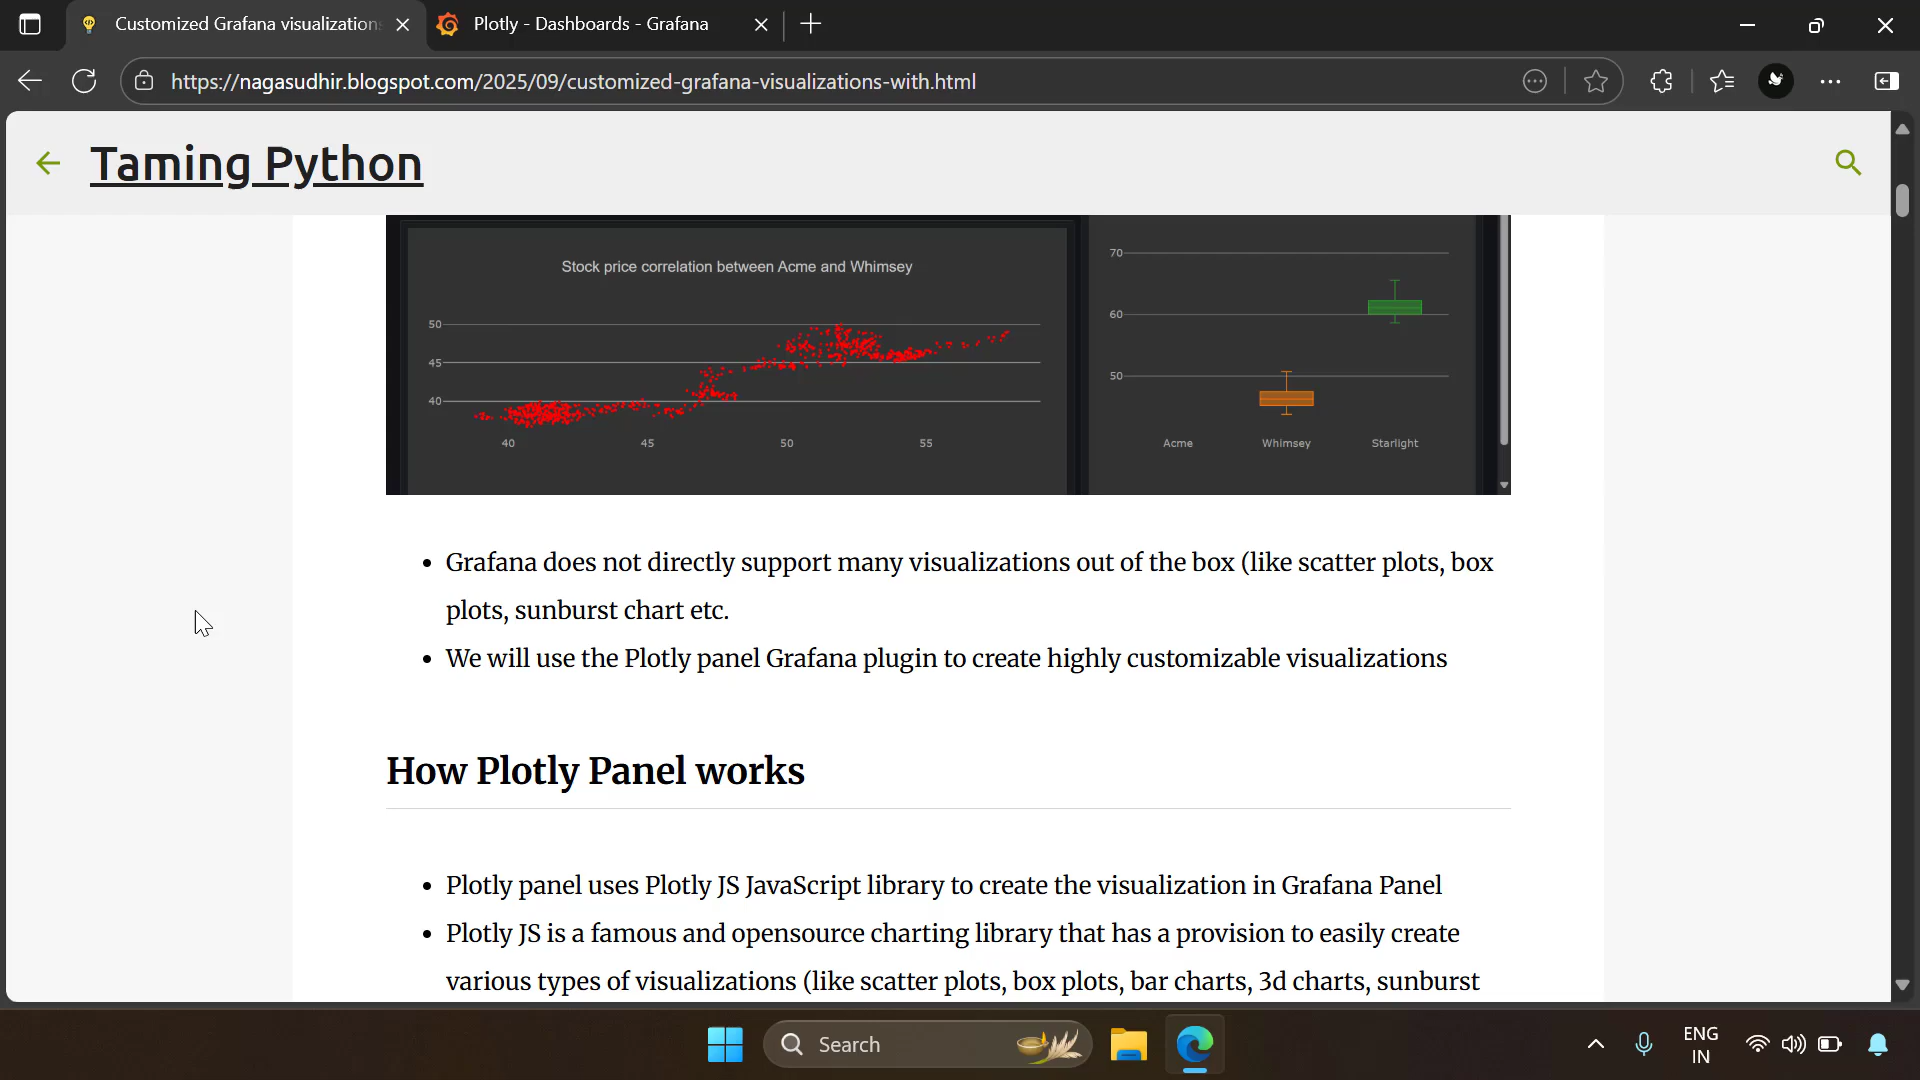 Customized Grafana visualization
Plotly - Dashboards - Grafana
https://nagasudhir.blogspot.com/2025/09/customized-grafana-visualizations-with.html
Taming Python
Stock price correlation between Acme and Whimsey
50
45
40
40 45 50 55
70
60
50
Acme Whimsey Starlight
• Grafana does not directly support many visualizations out of the box (like scatter plots, box
plots, sunburst chart etc.
• We will use the Plotly panel Grafana plugin to create highly customizable visualizations
How Plotly Panel works
• Plotly panel uses Plotly JS JavaScript library to create the visualization in Grafana Panel
• Plotly JS is a famous and opensource charting library that has a provision to easily create
various types of visualizations (like scatter plots, box plots, bar charts, 3d charts, sunburst
Search
ENG
IN